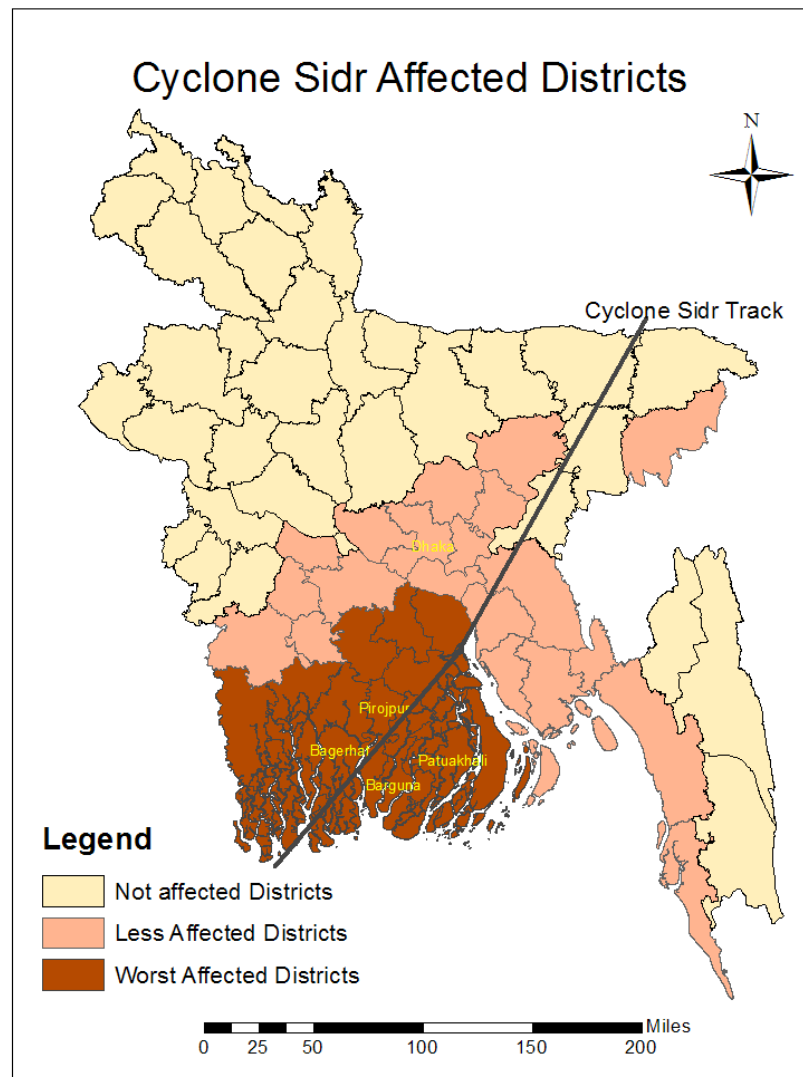 Cyclone Sidr Affected Districts
N
Cyclone Sidr Track
Dhaka
Pirojpur
Bagerhat
Patuakhali
Barguna
Legend
Not affected Districts
Less Affected Districts
Worst Affected Districts
Miles
0 25 50 100 150 200